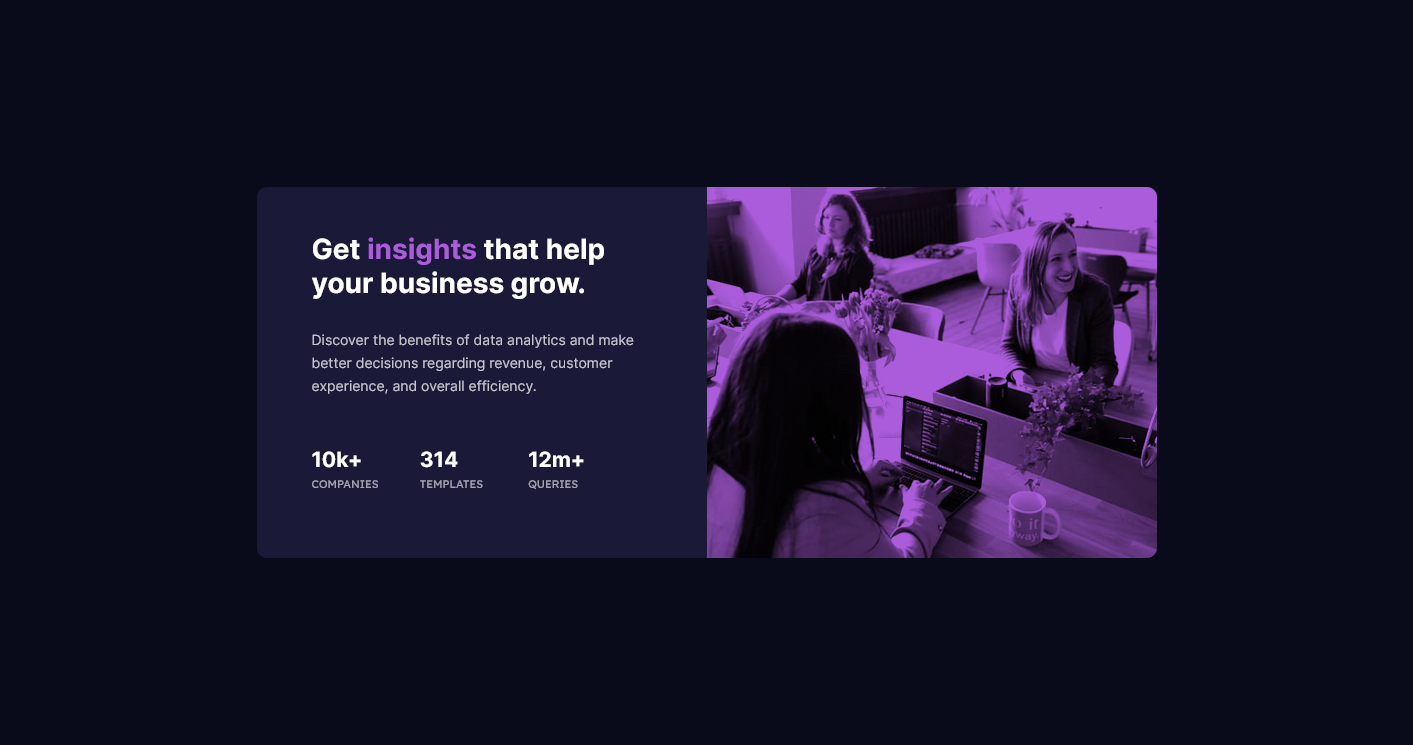 Get insights that help
your business grow.
Discover the benefits of data analytics and make
better decisions regarding revenue, customer
experience, and overall efficiency.
10k+ 314 12m+
COMPANIES TEMPLATES QUERIES